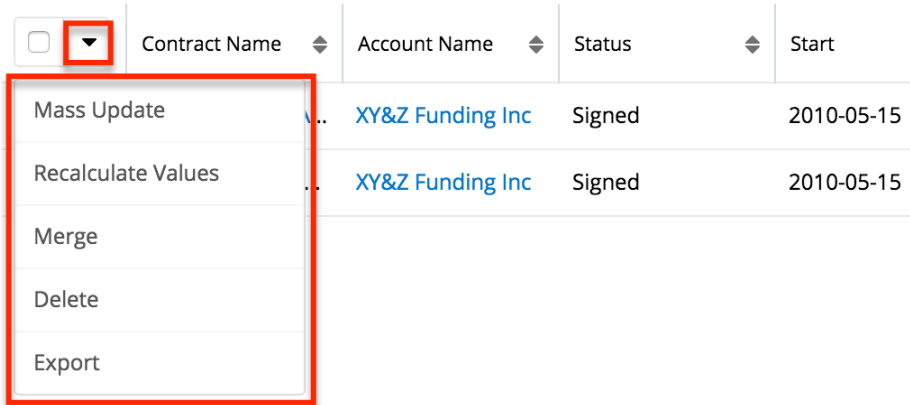 Contract Name Account Name Status Start
Mass Update .. XY&Z Funding Inc Signed 2010-05-15
Recalculate Values .. XY&Z Funding Inc Signed 2010-05-15
Merge
Delete
Export